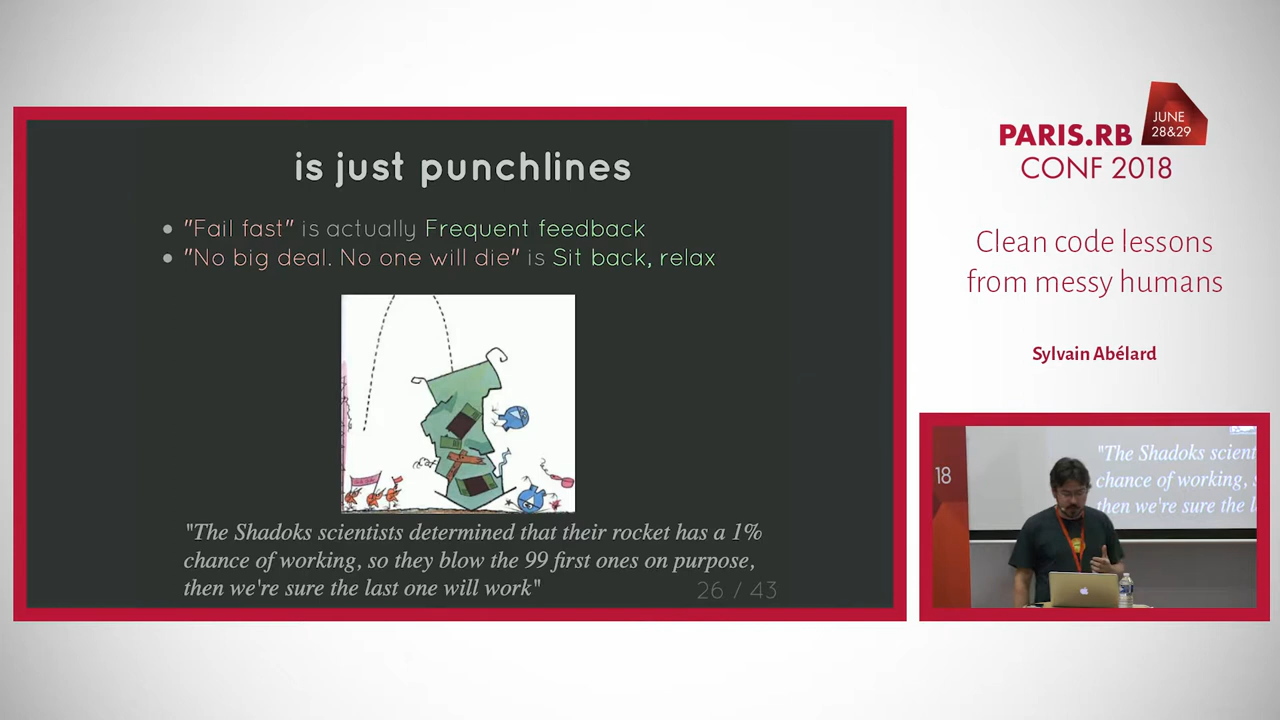 is just punchlines
"Fail fast" is actually Frequent feedback
"No big deal. No one will die" is Sit back, relax
"The Shadoks scientists determined that their rocket has a 1%
chance of working, so they blow the 99 first ones on purpose,
then we're sure the last one will work"
26 / 43
PARIS.RB
CONF 2018
JUNE
28&29
Clean code lessons
from messy humans
Sylvain Abélard
18
"The Shadoks scient
chance of working, s
then we're sure the l